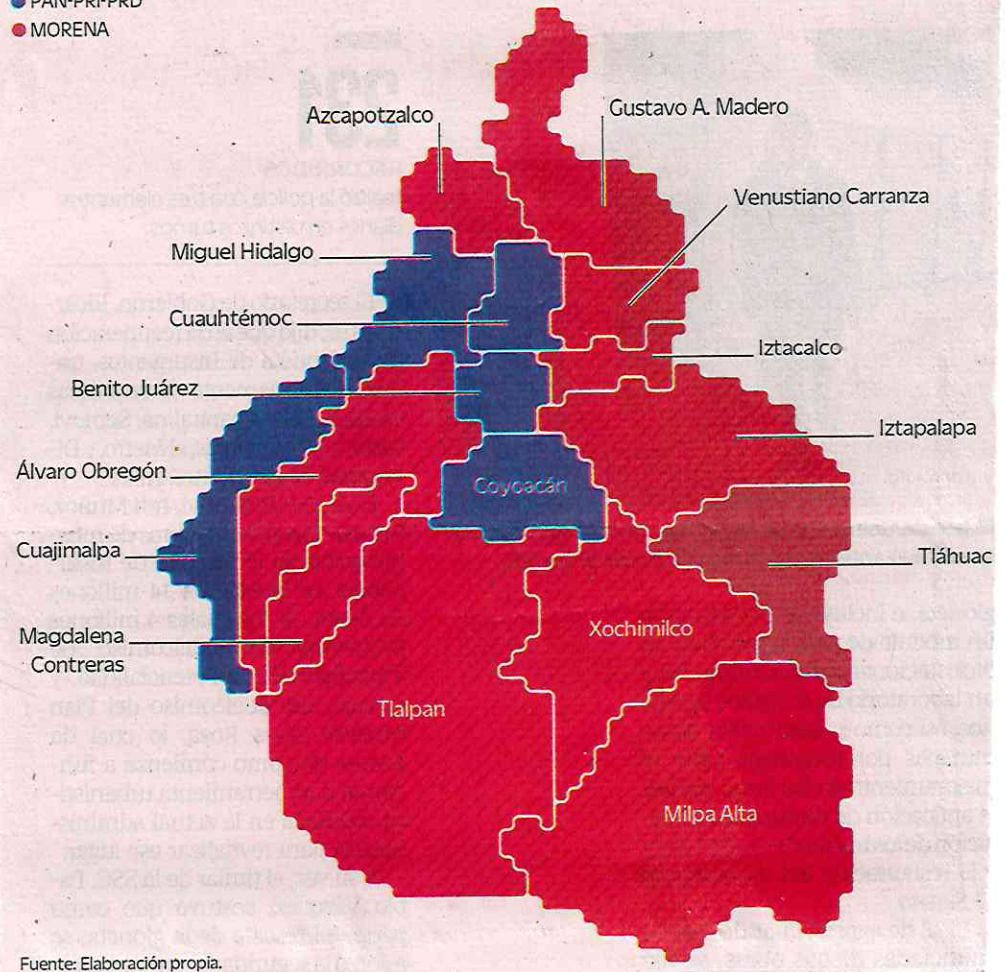 PAN-PRI-PRD
MORENA
Azcapotzalco
Gustavo A. Madero
Venustiano Carranza
Miguel Hidalgo
Cuauhtémoc
Iztacalco
Benito Juárez
Iztapalapa
Álvaro Obregón
Coyoacán
Cuajimalpa
Tláhuac
Magdalena
Contreras
Xochimilco
Tlalpan
Milpa Alta
Fuente: Elaboración propia.